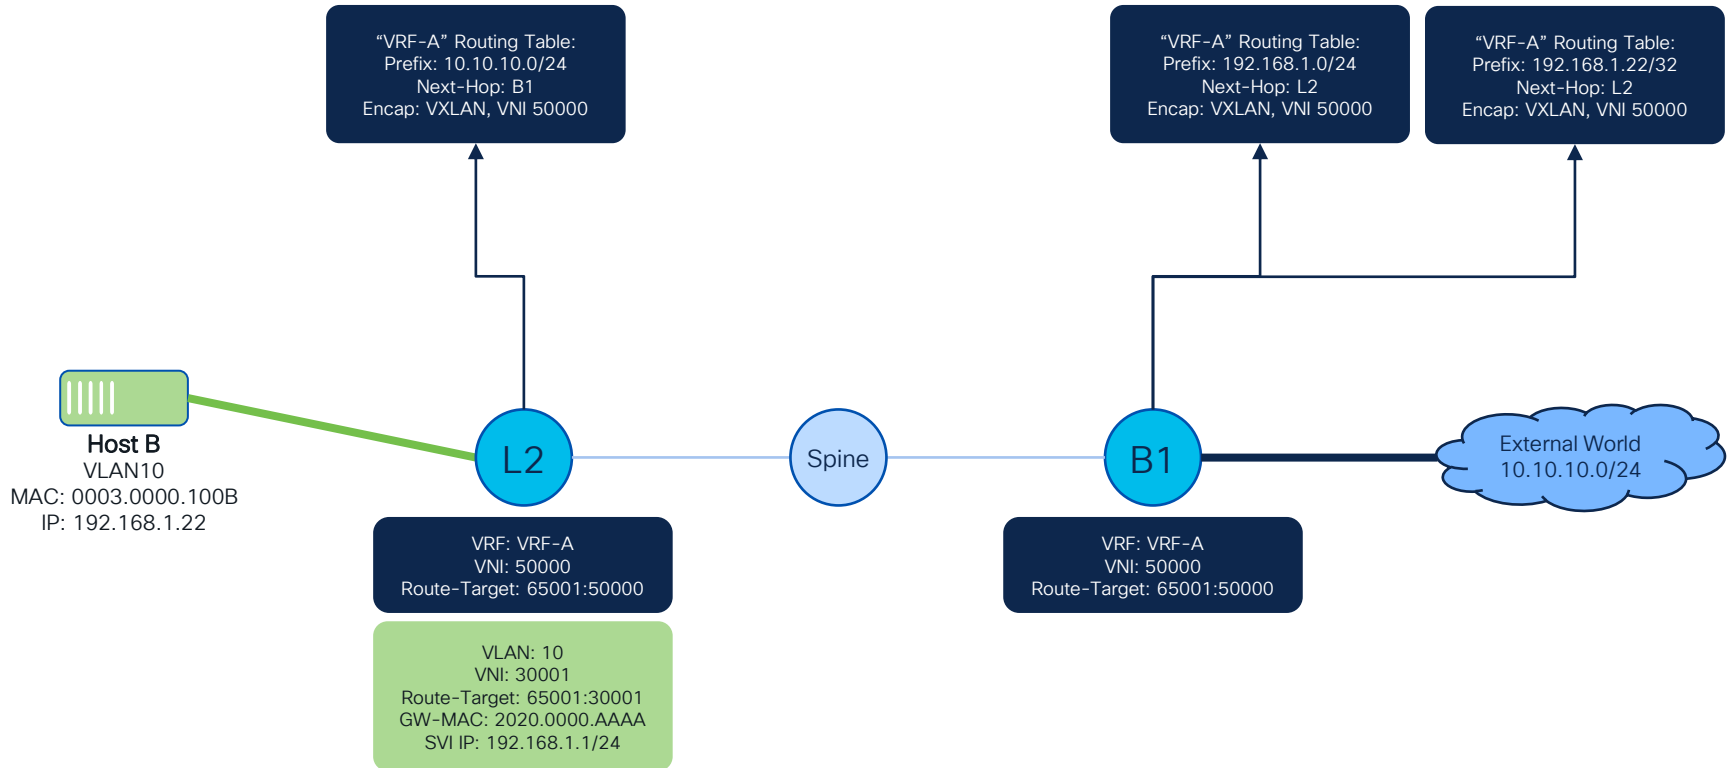 “VRF-A” Routing Table:
Prefix: 10.10.10.0/24
Next-Hop: B1
Encap: VXLAN, VNI 50000
“VRF-A” Routing Table:
Prefix: 192.168.1.0/24
Next-Hop: L2
Encap: VXLAN, VNI 50000
“VRF-A” Routing Table:
Prefix: 192.168.1.22/32
Next-Hop: L2
Encap: VXLAN, VNI 50000
Host B
VLAN10
MAC: 0003.0000.100B
IP: 192.168.1.22
L2
Spine
B1
External World
10.10.10.0/24
VRF: VRF-A
VNI: 50000
Route-Target: 65001:50000
VLAN: 10
VNI: 30001
Route-Target: 65001:30001
GW-MAC: 2020.0000.AAAA
SVI IP: 192.168.1.1/24
VRF: VRF-A
VNI: 50000
Route-Target: 65001:50000